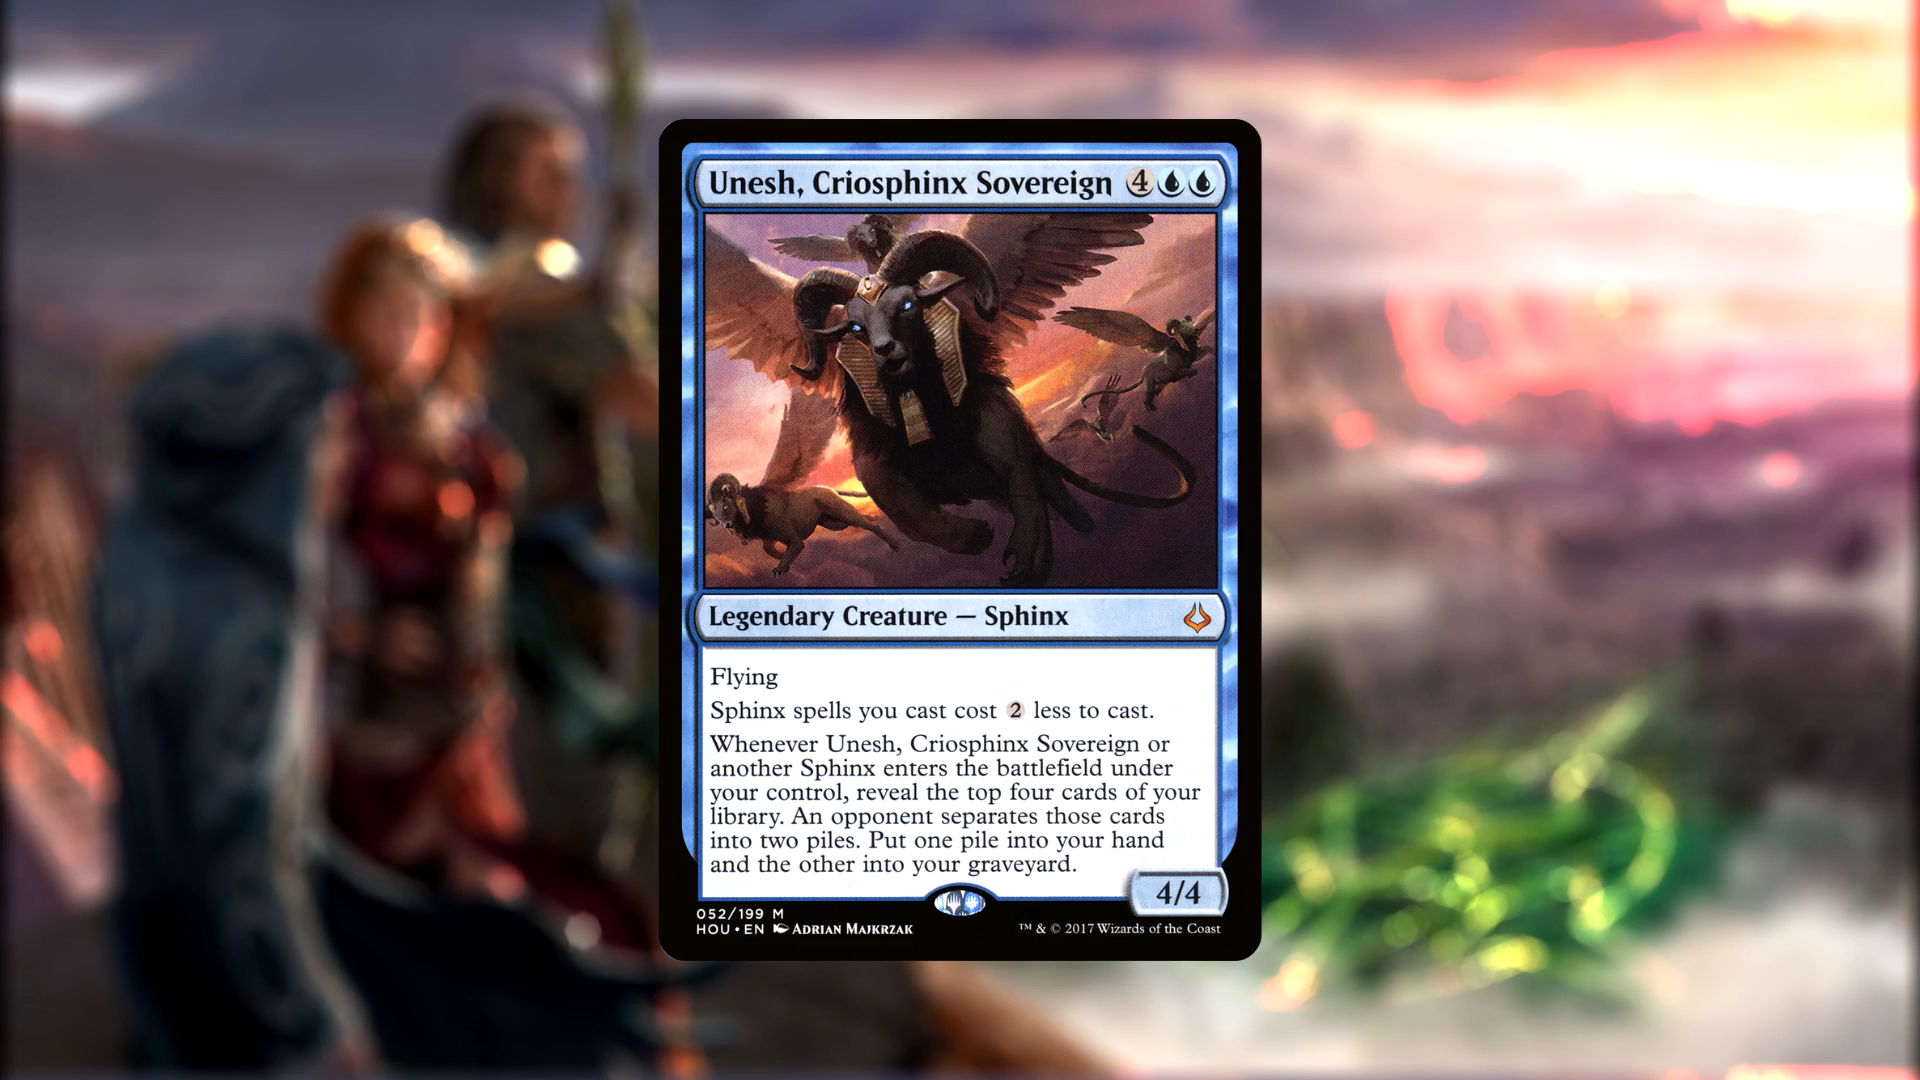 Unesh, Criosphinx Sovereign 4
Legendary Creature — Sphinx
Flying
Sphinx spells you cast cost 2 less to cast.
Whenever Unesh, Criosphinx Sovereign or
another Sphinx enters the battlefield under
your control, reveal the top four cards of your
library. An opponent separates those cards
into two piles. Put one pile into your hand
and the other into your graveyard.
4/4
052/199 M
HOU • EN Adrian Majkrzak
™ & © 2017 Wizards of the Coast